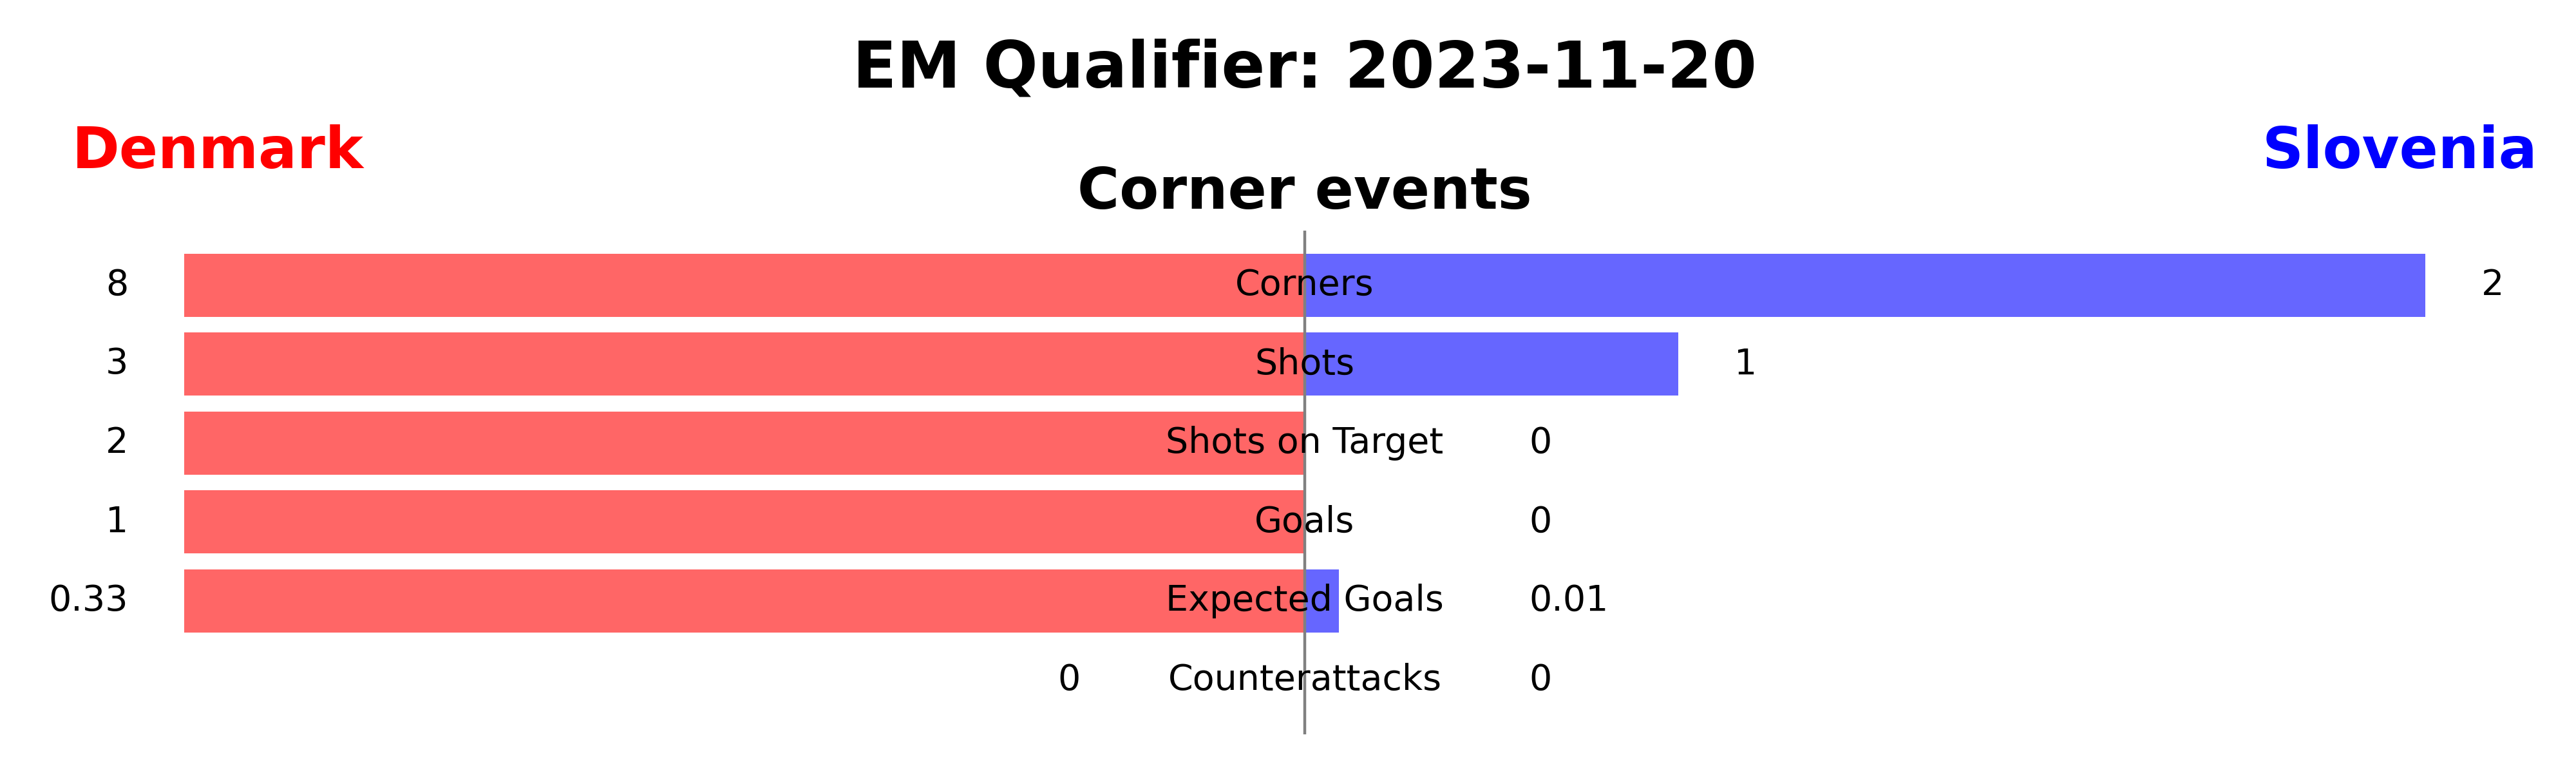 EM Qualifier: 2023-11-20
Denmark Slovenia
Corner events
8 Corners 2
3 Shots 1
2 Shots on Target 0
1 Goals 0
0.33 Expected Goals 0.01
0 Counterattacks 0